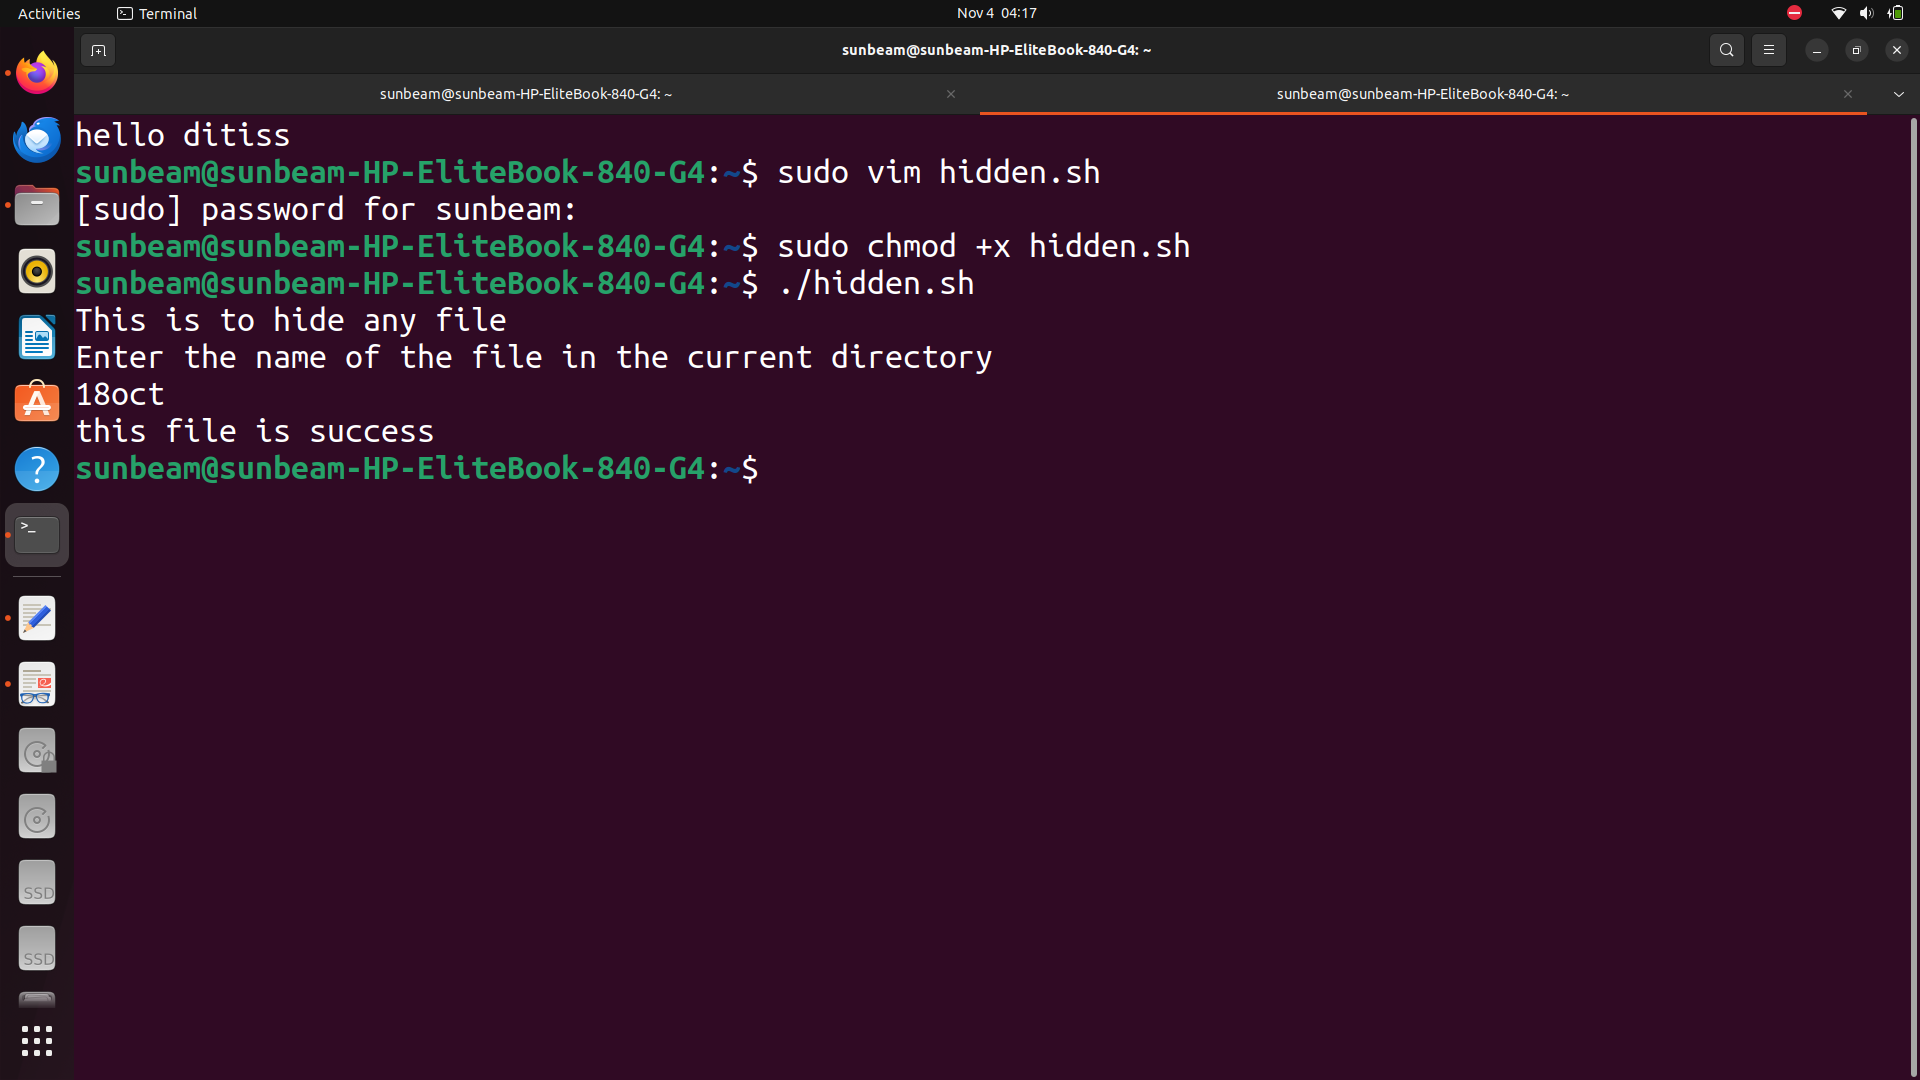 Activities
Terminal
Nov 4 04:17
sunbeam@sunbeam-HP-EliteBook-840-G4: ~
sunbeam@sunbeam-HP-EliteBook-840-G4: ~
sunbeam@sunbeam-HP-EliteBook-840-G4: ~
hello ditiss
sunbeam@sunbeam-HP-EliteBook-840-G4:~$ sudo vim hidden.sh
[sudo] password for sunbeam:
sunbeam@sunbeam-HP-EliteBook-840-G4:~$ sudo chmod +x hidden.sh
sunbeam@sunbeam-HP-EliteBook-840-G4:~$ ./hidden.sh
This is to hide any file
Enter the name of the file in the current directory
18oct
this file is success
sunbeam@sunbeam-HP-EliteBook-840-G4:~$
SSD
SSD